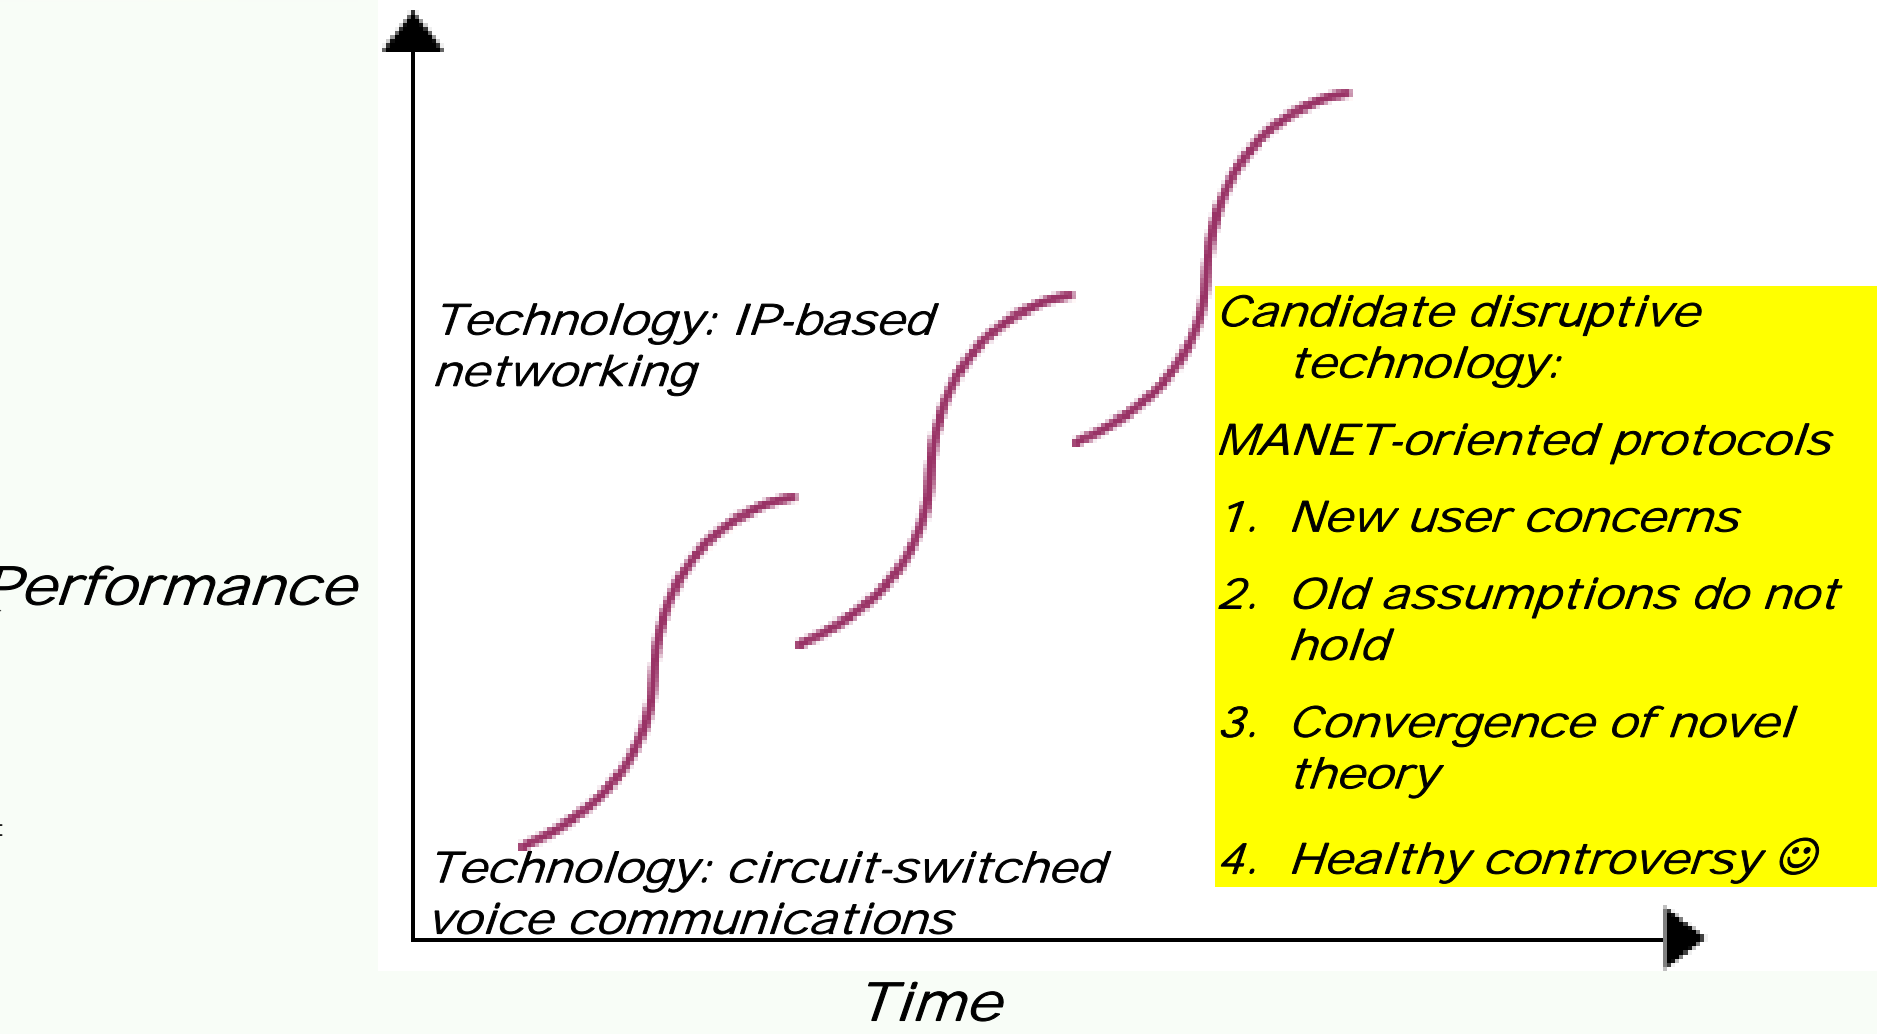 Technology: IP-based
networking
Candidate disruptive
technology:
MANET-oriented protocols
1. New user concerns
2. Old assumptions do not
hold
3. Convergence of novel
theory
4. Healthy controversy ☺
Performance
Technology: circuit-switched
voice communications
Time